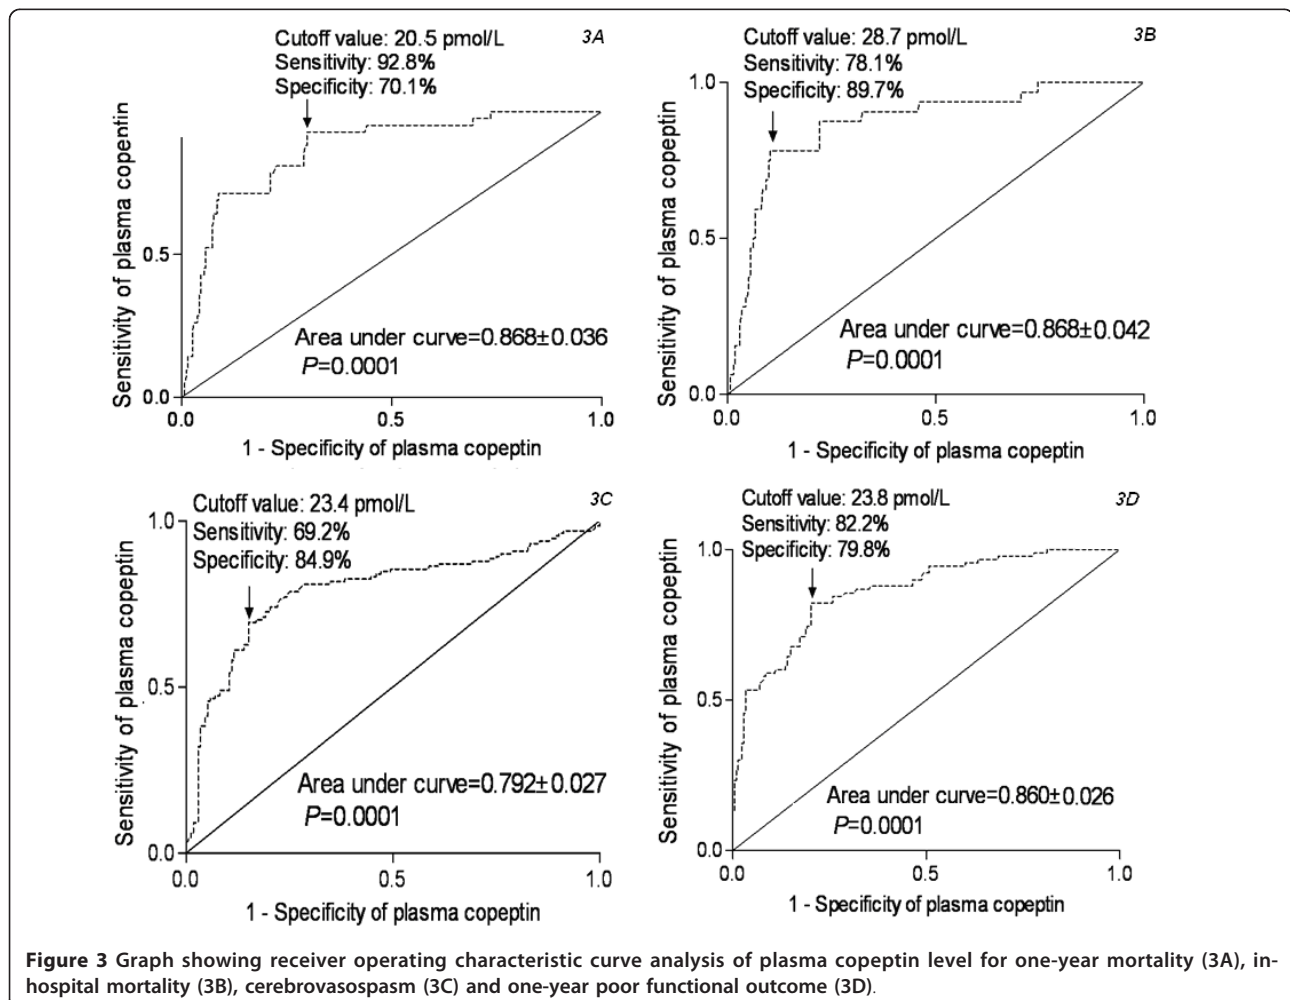 Cutoff value: 20.5 pmol/L
Sensitivity: 92.8%
Specificity: 70.1%
3A
Sensitivity of plasma copeptin
0.5
0.0
Area under curve=0.868±0.036
P=0.0001
0.0 0.5 1.0
1 - Specificity of plasma copeptin
Cutoff value: 28.7 pmol/L
Sensitivity: 78.1%
Specificity: 89.7%
3B
Sensitivity of plasma copeptin
1.0
0.5
0.0
Area under curve=0.868±0.042
P=0.0001
0.0 0.5 1.0
1 - Specificity of plasma copeptin
Cutoff value: 23.4 pmol/L
Sensitivity: 69.2%
Specificity: 84.9%
3C
Sensitivity of plasma copeptin
1.0
0.5
0.0
Area under curve=0.792±0.027
P=0.0001
0.0 0.5 1.0
1 - Specificity of plasma copeptin
Cutoff value: 23.8 pmol/L
Sensitivity: 82.2%
Specificity: 79.8%
3D
Sensitivity of plasma copeptin
1.0
0.5
0.0
Area under curve=0.860±0.026
P=0.0001
0.0 0.5 1.0
1 - Specificity of plasma copeptin
Figure 3 Graph showing receiver operating characteristic curve analysis of plasma copeptin level for one-year mortality (3A), in-
hospital mortality (3B), cerebrovasospasm (3C) and one-year poor functional outcome (3D).